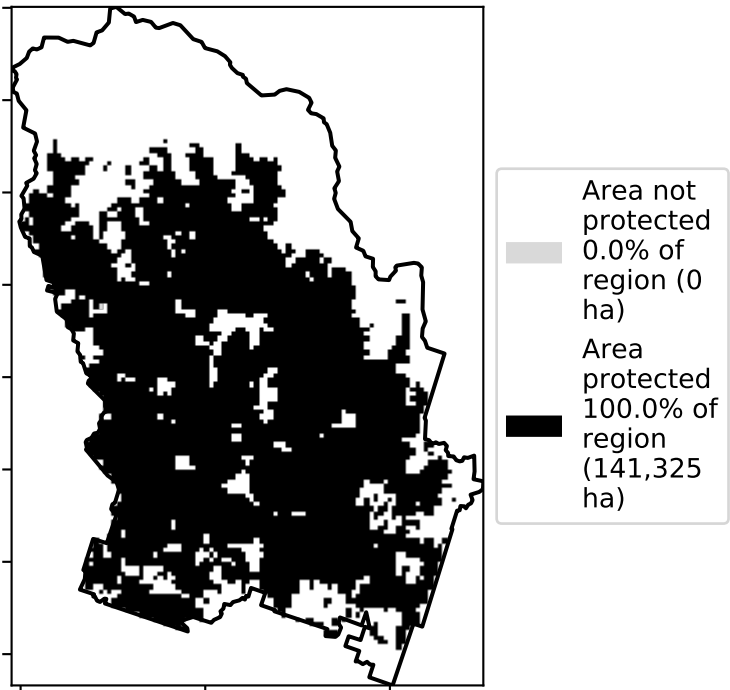 Area not
protected
0.0% of
region (0
ha)
Area
protected
100.0% of
region
(141,325
ha)